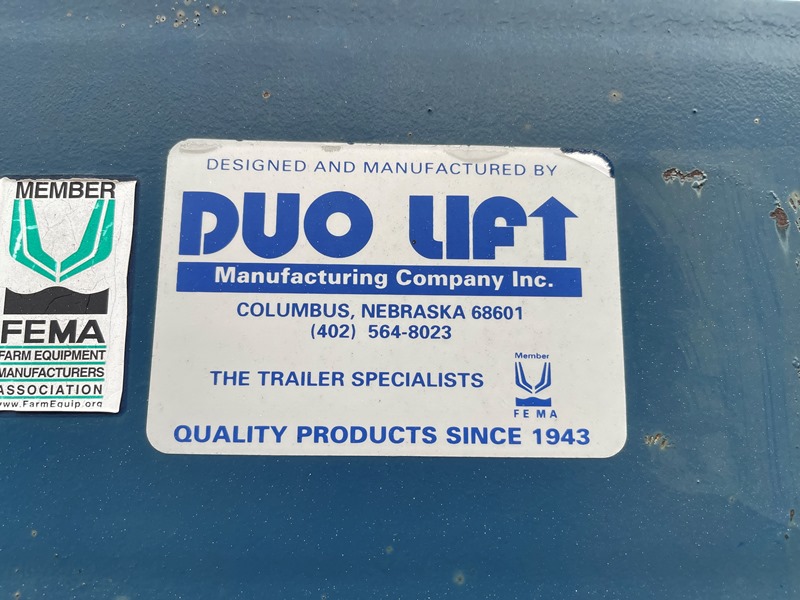 MEMBER
FEMA
FARM EQUIPMENT
MANUFACTURERS
ASSOCIATION
www.FarmEquip.org
DESIGNED AND MANUFACTURED BY
DUO LIFT
Manufacturing Company Inc.
COLUMBUS, NEBRASKA 68601
(402) 564-8023
THE TRAILER SPECIALISTS
Member
FEMA
QUALITY PRODUCTS SINCE 1943